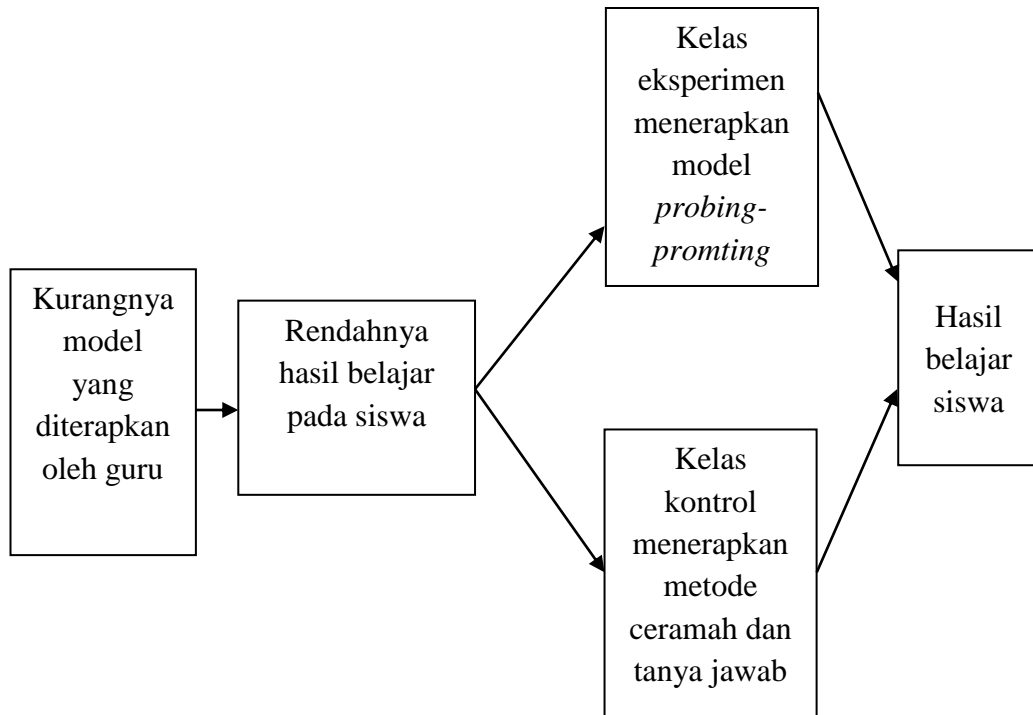 Kurangnya
model
yang
diterapkan
oleh guru
Rendahnya
hasil belajar
pada siswa
Kelas
eksperimen
menerapkan
model
probing-
promting
Kelas
kontrol
menerapkan
metode
ceramah dan
tanya jawab
Hasil
belajar
siswa